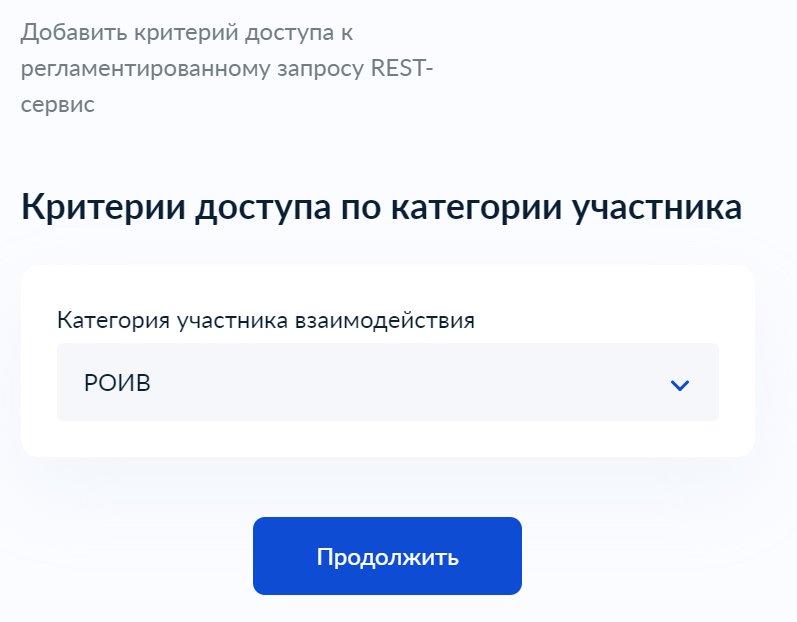 Добавить критерий доступа к
регламентированному запросу REST-
сервис
Критерии доступа по категории участника
Категория участника взаимодействия
РОИВ
Продолжить